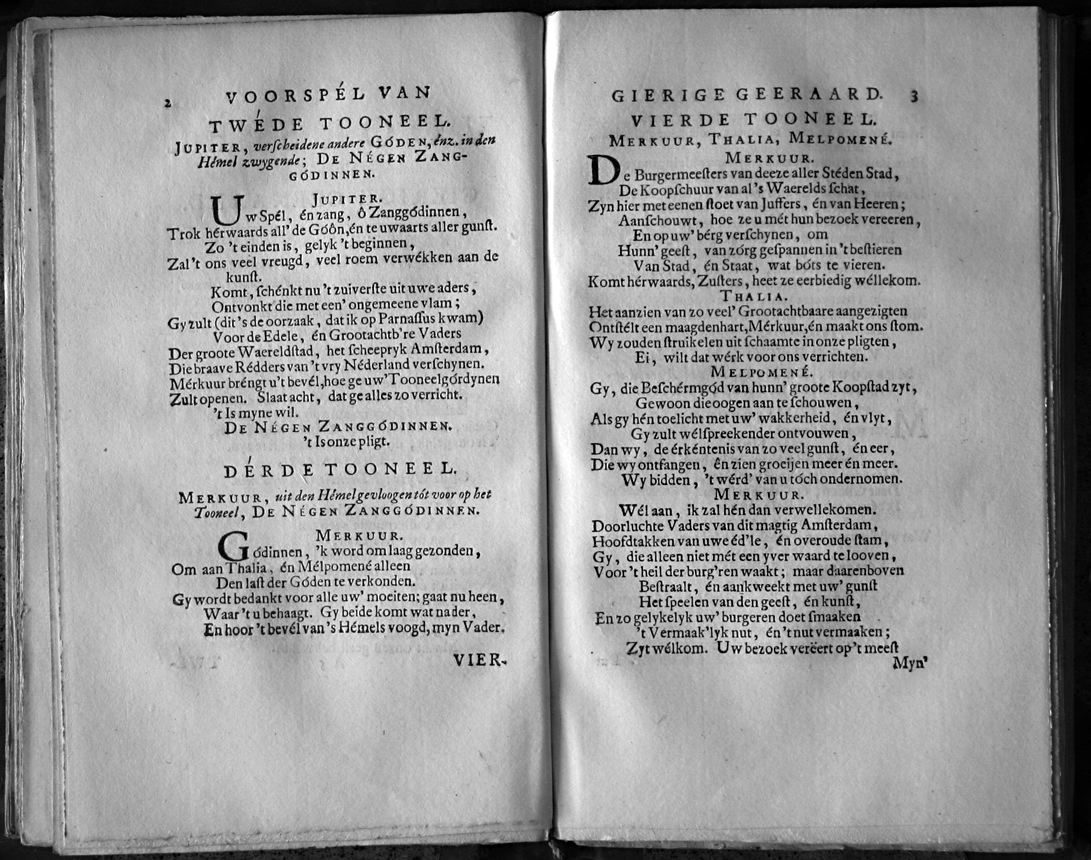 2 VOORSPÉL VAN
TWÉDE TOONEEL.
JUPITER, verſcheidene andere GÓDEN, énz. in den
Hémel zwygende; DE NÉGEN ZANG-
GÓDINNEN.
JUPITER.
Uw Spél, én zang, ô Zanggódinnen,
Trok hérwaards all' de Góôn, én te uwaarts aller gunſt.
Zo 't einden is, gelyk 't beginnen,
Zal 't ons veel vreugd, veel roem verwékken aan de
kunſt.
Komt, ſchénkt nu 't zuiverſte uit uwe aders,
Ontvonkt die met een' ongemeene vlam;
Gy zult (dit 's de oorzaak, dat ik op Parnaſſus kwam)
Voor de Edele, én Grootachtb're Vaders
Der groote Waereldſtad, het ſcheepryk Amſterdam,
Die braave Rédders van 't vry Néderland verſchynen.
Mérkuur bréngt u 't bevél, hoe ge uw' Tooneelgórdynen
Zult openen. Slaat acht, dat ge alles zo verricht.
't Is myne wil.
DE NÉGEN ZANGGÓDINNEN.
't Is onze pligt.
DÉRDE TOONEEL.
MERKUUR, uit den Hémel gevloogen tót voor op het
Tooneel, DE NÉGEN ZANGGÓDINNEN.
MERKUUR.
Gódinnen, 'k word om laag gezonden,
Om aan Thalia, én Mélpomené alleen
Den laſt der Góden te verkonden.
Gy wordt bedankt voor alle uw' moeiten; gaat nu heen,
Waar 't u behaagt. Gy beide komt wat nader,
En hoor 't bevél van 's Hémels voogd, myn Vader.
VIER-
GIERIGE GEERAARD. 3
VIERDE TOONEEL.
MERKUUR, THALIA, MELPOMENÉ.
MERKUUR.
De Burgermeeſters van deeze aller Stéden Stad,
De Koopſchuur van al 's Waerelds ſchat,
Zyn hier met eenen ſtoet van Juffers, én van Heeren;
Aanſchouwt, hoe ze u mét hun bezoek vereeren,
En op uw' bérg verſchynen, om
Hunn' geeſt, van zórg geſpannen in 't beſtieren
Van Stad, én Staat, wat bóts te vieren.
Komt hérwaards, Zuſters, heet ze eerbiedig wéllekom.
THALIA.
Het aanzien van zo veel' Grootachtbaare aangezigten
Ontſtélt een maagdenhart, Mérkuur, én maakt ons ſtom.
Wy zouden ſtruikelen uit ſchaamte in onze pligten,
Ei, wilt dat wérk voor ons verrichten.
MELPOMENÉ.
Gy, die Beſchérmgód van hunn' groote Koopſtad zyt,
Gewoon die oogen aan te ſchouwen,
Als gy hén toelicht met uw' wakkerheid, én vlyt,
Gy zult wélſpreekender ontvouwen,
Dan wy, de érkéntenis van zo veel gunſt, én eer,
Die wy ontfangen, ên zien groeijen meer én meer.
Wy bidden, 't wérd' van u tóch ondernomen.
MERKUUR.
Wél aan, ik zal hén dan verwellekomen.
Doorluchte Vaders van dit magtig Amſterdam,
Hoofdtakken van uwe éd'le, én overoude ſtam,
Gy, die alleen niet mét een yver waard te looven,
Voor 't heil der burg'ren waakt; maar daarenboven
Beſtraalt, én aankweekt met uw' gunſt
Het ſpeelen van den geeſt, én kunſt,
En zo gelykelyk uw' burgeren doet ſmaaken
't Vermaak'lyk nut, én 't nut vermaaken;
Zyt wélkom. Uw bezoek verëert op 't meeſt
Myn'